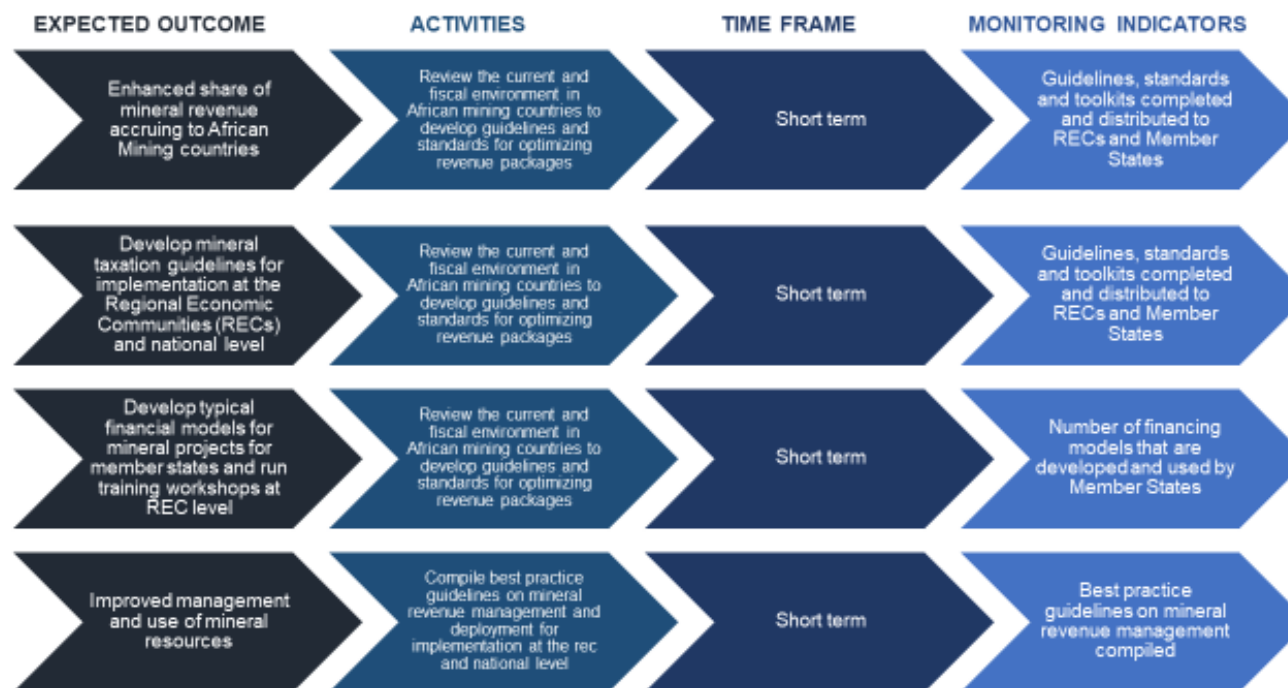 EXPECTED OUTCOME
ACTIVITIES
TIME FRAME
MONITORING INDICATORS
Enhanced share of
mineral revenue
accruing to African
Mining countries
Review the current and
fiscal environment in
African mining countries to
develop guidelines and
standards for optimizing
revenue packages
Short term
Guidelines, standards
and toolkits completed
and distributed to
RECs and Member
States
Develop mineral
taxation guidelines for
implementation at the
Regional Economic
Communities (RECs)
and national level
Review the current and
fiscal environment in
African mining countries to
develop guidelines and
standards for optimizing
revenue packages
Short term
Guidelines, standards
and toolkits completed
and distributed to
RECs and Member
States
Develop typical
financial models for
mineral projects for
member states and run
training workshops at
REC level
Review the current and
fiscal environment in
African mining countries to
develop guidelines and
standards for optimizing
revenue packages
Short term
Number of financing
models that are
developed and used by
Member States
Improved management
and use of mineral
resources
Compile best practice
guidelines on mineral
revenue management and
deployment for
implementation at the rec
and national level
Short term
Best practice
guidelines on mineral
revenue management
compiled